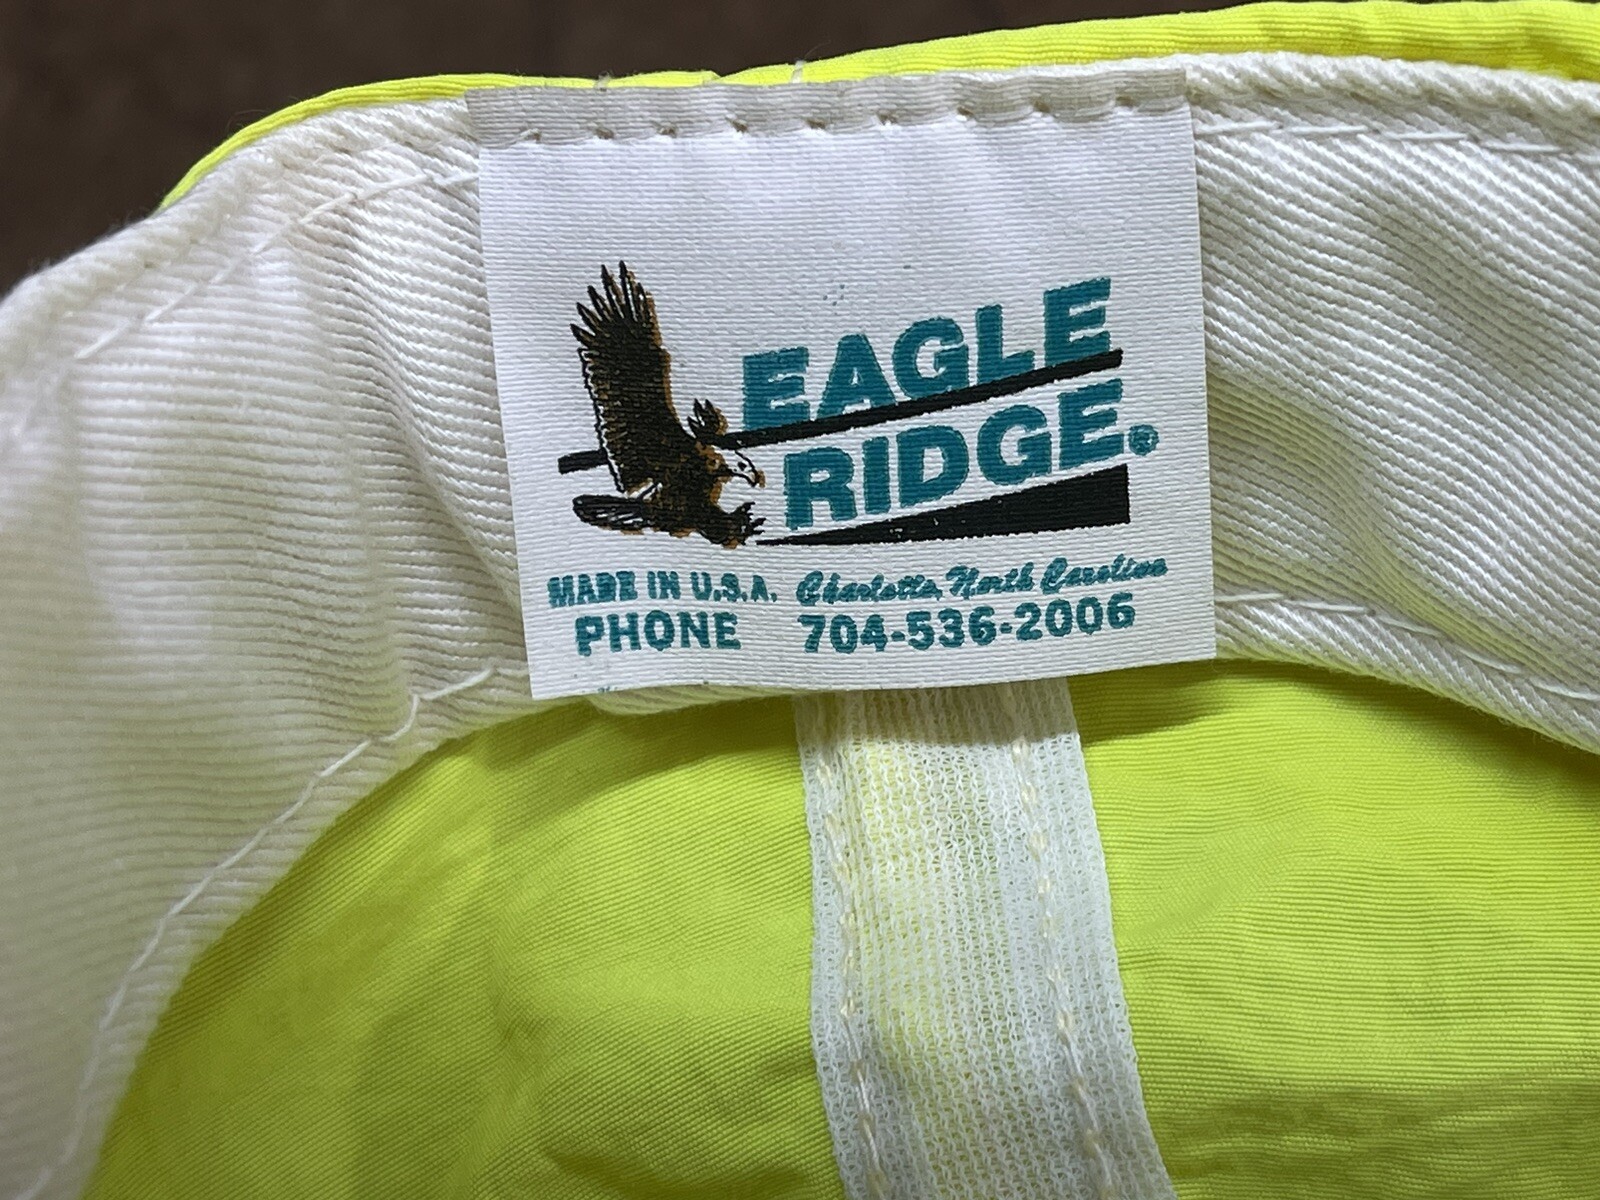 EAGLE
RIDGE®
MADE IN U.S.A. Charlotte, North Carolina
PHONE 704-536-2006